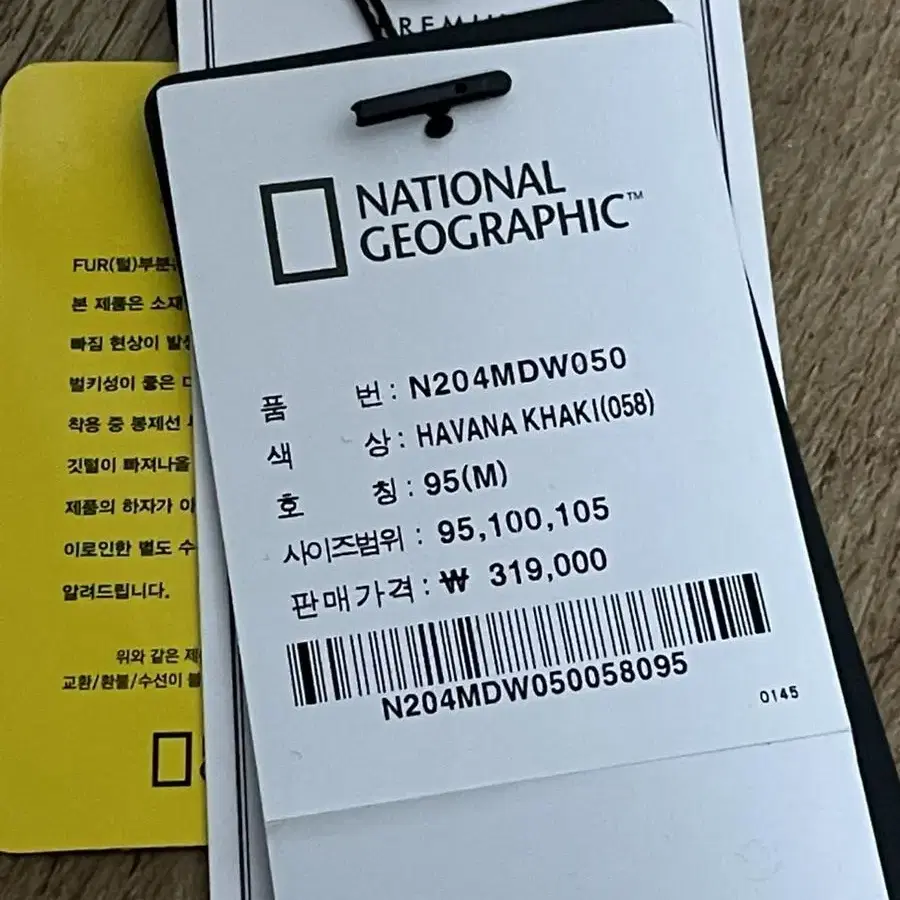 FUR(털)부분
본 제품은 소재
빠짐 현상이
벌키성이 좋은
착용 중 봉제선
깃털이 빠져나올
제품의 하자가
이로인한 별도
알려드립니다.
위와 같은
교환/환불/수선이
NATIONAL
GEOGRAPHIC™
품 번 : N204MDW050
색 상 : HAVANA KHAKI(058)
호 칭 : 95(M)
사이즈범위 : 95,100,105
판매가격 : ₩ 319,000
N204MDW050058095
0145